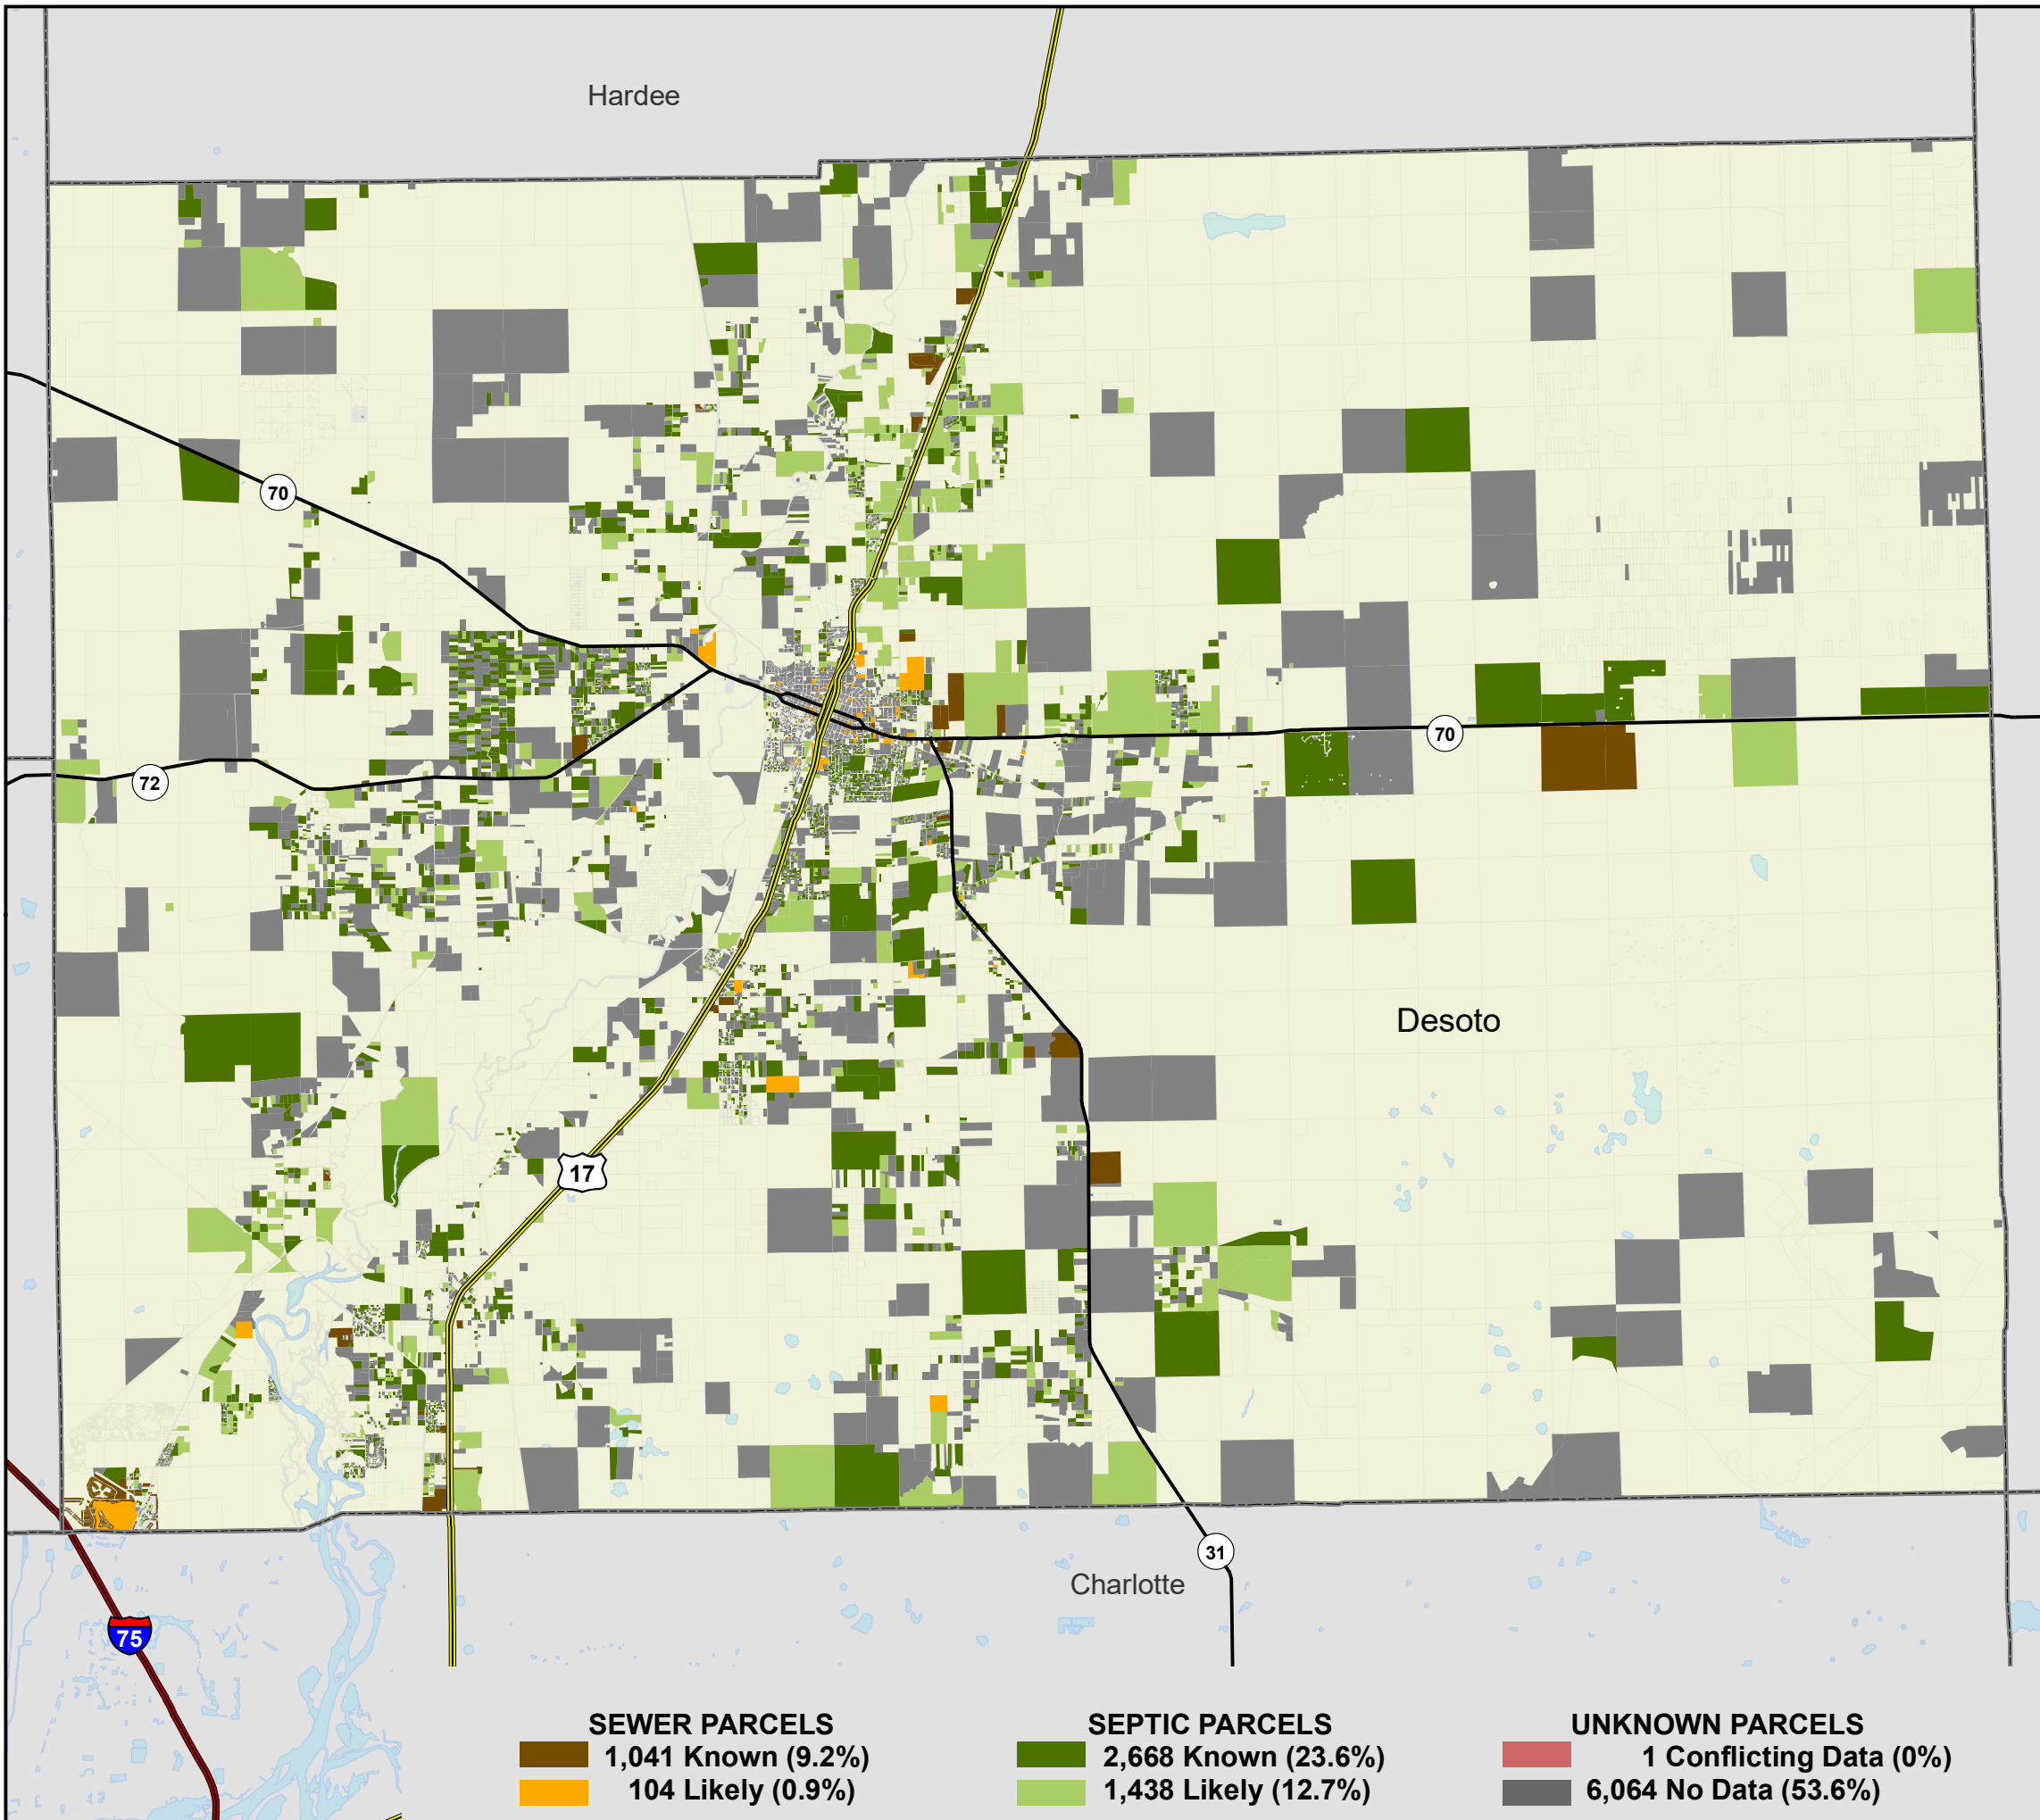 Hardee
70
70
72
Desoto
17
31
Charlotte
75
SEWER PARCELS
1,041 Known (9.2%)
104 Likely (0.9%)
SEPTIC PARCELS
2,668 Known (23.6%)
1,438 Likely (12.7%)
UNKNOWN PARCELS
1 Conflicting Data (0%)
6,064 No Data (53.6%)